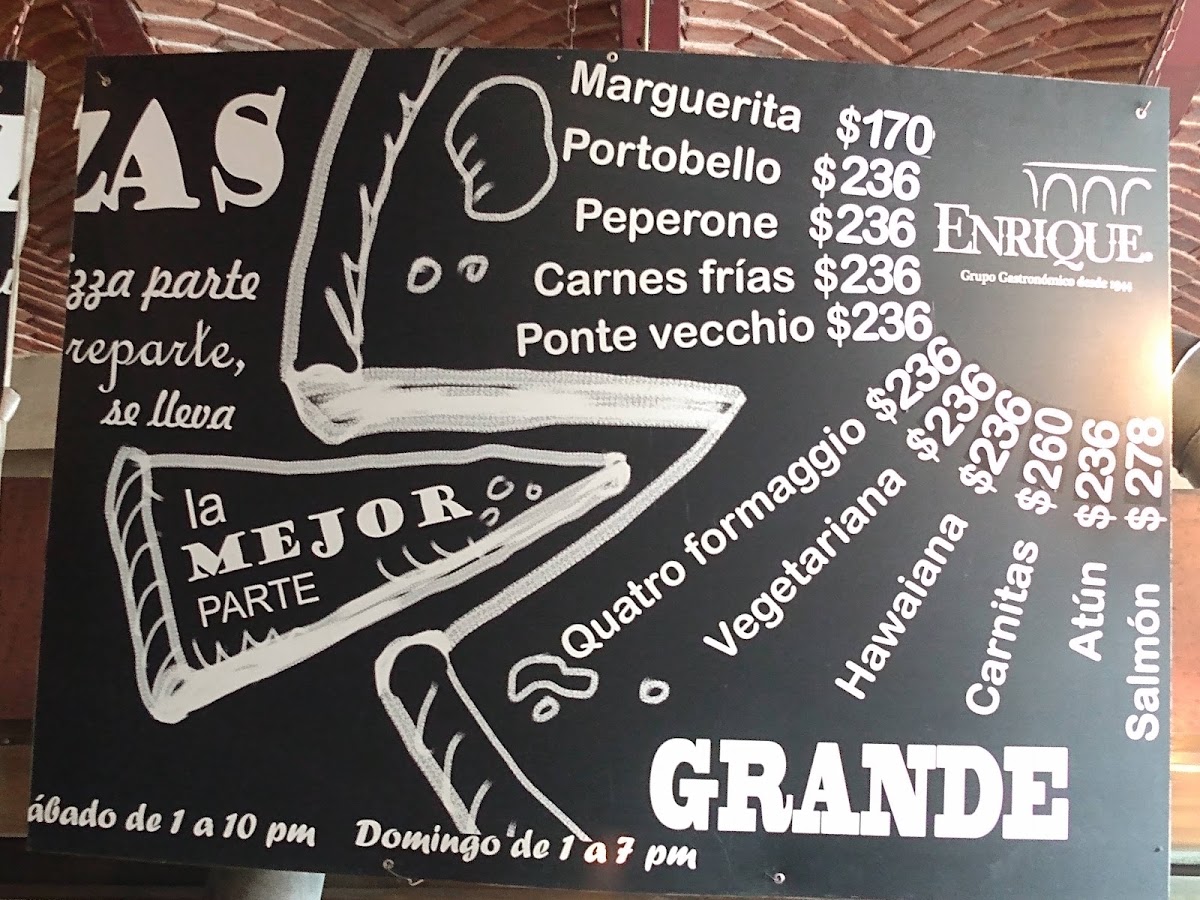 ZAS
zza parte
reparte,
se lleva
la
MEJOR
PARTE
Marguerita $170
Portobello $236
Peperone $236
Carnes frías $236
Ponte vecchio $236
Quatro formaggio $236
Vegetariana $236
Hawaiana $236
Carnitas $260
Atún $236
Salmón $278
ENRIQUE
Grupo Gastronómico desde 1944
GRANDE
ábado de 1 a 10 pm Domingo de 1 a 7 pm